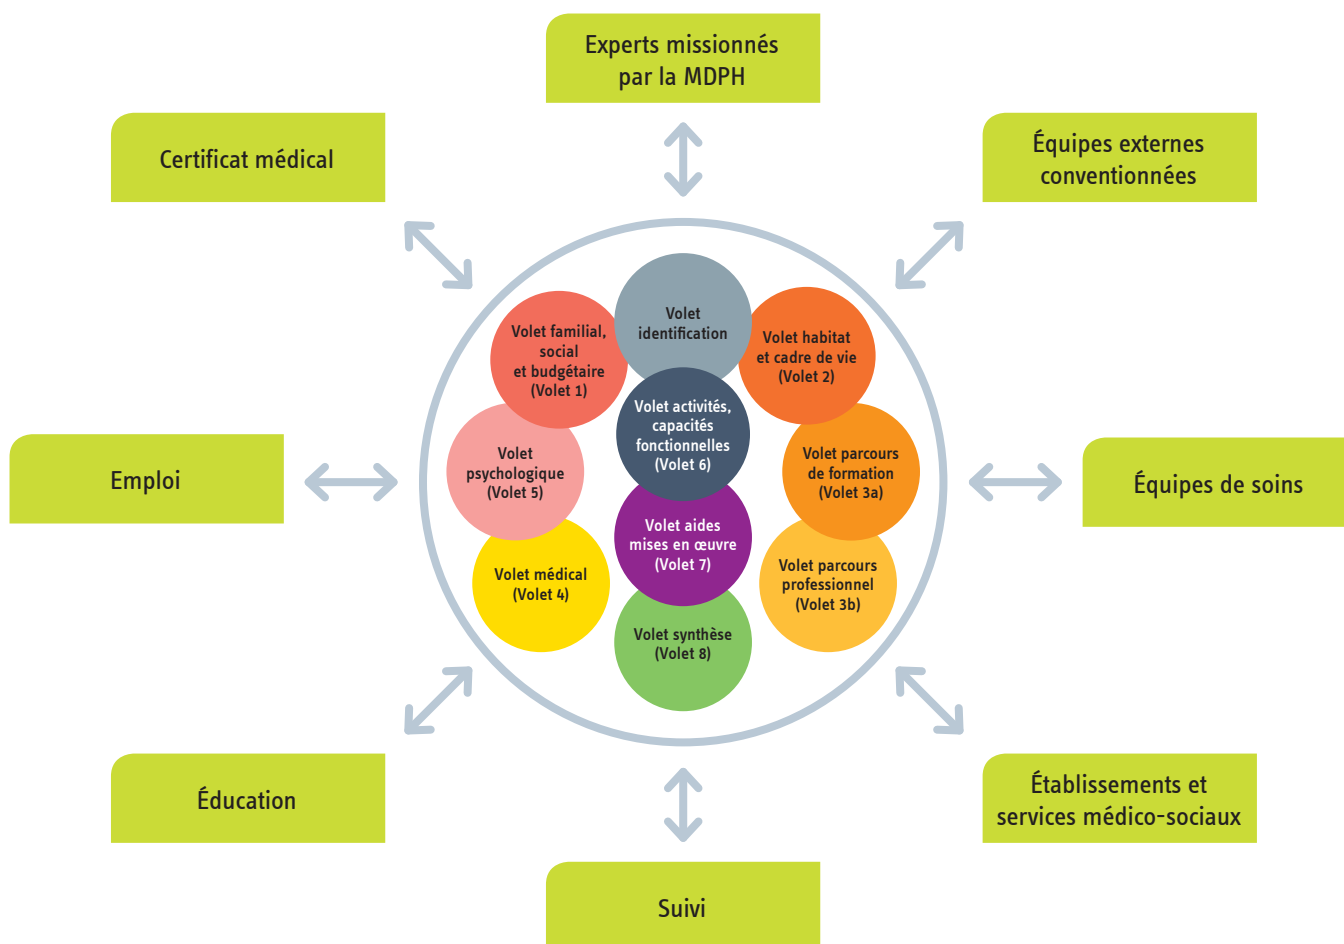 Experts missionnés
par la MDPH
Certificat médical
Équipes externes
conventionnées
Volet
identification
Volet familial,
social
et budgétaire
(Volet 1)
Volet habitat
et cadre de vie
(Volet 2)
Volet activités,
capacités
fonctionnelles
(Volet 6)
Volet
psychologique
(Volet 5)
Volet parcours
de formation
(Volet 3a)
Emploi
Équipes de soins
Volet aides
mises en œuvre
(Volet 7)
Volet médical
(Volet 4)
Volet parcours
professionnel
(Volet 3b)
Volet synthèse
(Volet 8)
Éducation
Établissements et
services médico-sociaux
Suivi